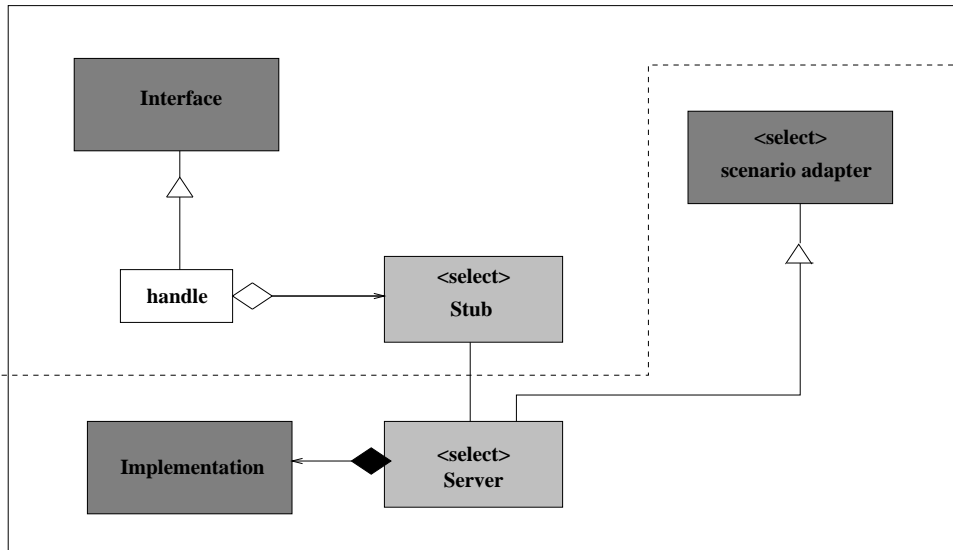 Interface
<select>
scenario adapter
handle
<select>
Stub
Implementation
<select>
Server